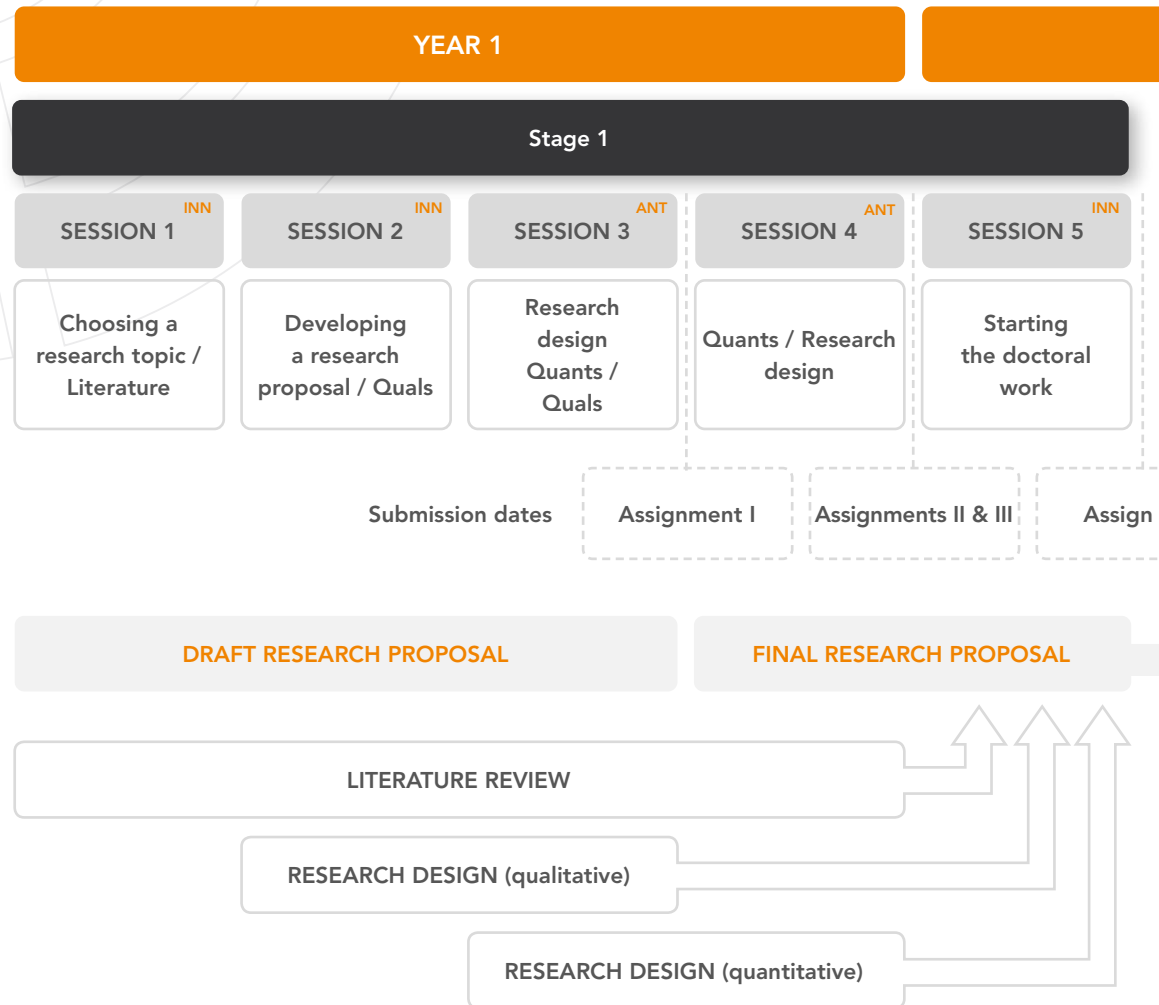 YEAR 1
Stage 1
INN
SESSION 1
INN
SESSION 2
ANT
SESSION 3
ANT
SESSION 4
INN
SESSION 5
Choosing a
research topic /
Literature
Developing
a research
proposal / Quals
Research
design
Quants /
Quals
Quants / Research
design
Starting
the doctoral
work
Submission dates
Assignment I
Assignments II & III
Assign
DRAFT RESEARCH PROPOSAL
FINAL RESEARCH PROPOSAL
LITERATURE REVIEW
RESEARCH DESIGN (qualitative)
RESEARCH DESIGN (quantitative)